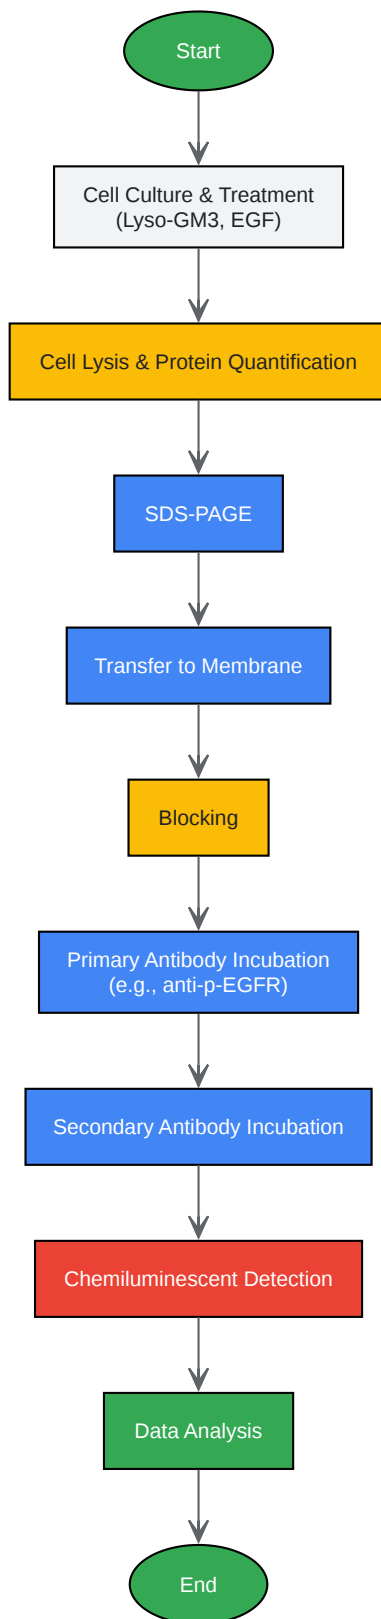 Start
Cell Culture & Treatment
(Lyso-GM3, EGF)
Cell Lysis & Protein Quantification
SDS-PAGE
Transfer to Membrane
Blocking
Primary Antibody Incubation
(e.g., anti-p-EGFR)
Secondary Antibody Incubation
Chemiluminescent Detection
Data Analysis
End